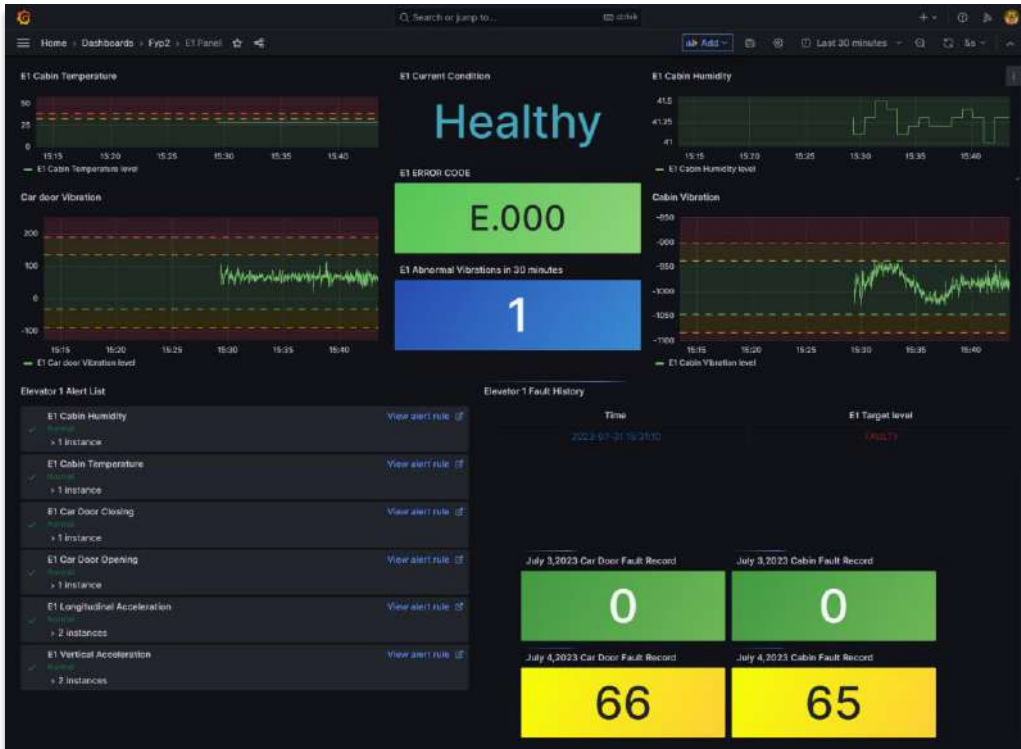 Search or jump to...
Home › Dashboards › Fyp2 › E1 Panel
Add
Last 30 minutes
5s
E1 Cabin Temperature
50
25
0
15:15 15:20 15:25 15:30 15:35 15:40
E1 Cabin Temperature level
E1 Current Condition
Healthy
E1 Cabin Humidity
41.5
41.25
41
15:15 15:20 15:25 15:30 15:35 15:40
E1 Cabin Humidity level
E1 ERROR CODE
E.000
Car door Vibration
200
100
0
-100
15:15 15:20 15:25 15:30 15:35 15:40
E1 Car door Vibration level
E1 Abnormal Vibrations in 30 minutes
1
Cabin Vibration
-850
-900
-950
-1000
-1050
-1100
15:15 15:20 15:25 15:30 15:35 15:40
E1 Cabin Vibration level
Elevator 1 Alert List
E1 Cabin Humidity View alert rule
Normal
› 1 instance
E1 Cabin Temperature View alert rule
Normal
› 1 instance
E1 Car Door Closing View alert rule
Normal
› 1 instance
E1 Car Door Opening View alert rule
Normal
› 1 instance
E1 Longitudinal Acceleration View alert rule
Normal
› 2 instances
E1 Vertical Acceleration View alert rule
Normal
› 2 instances
Elevator 1 Fault History
Time E1 Target level
FAULTY
July 3,2023 Car Door Fault Record
0
July 3,2023 Cabin Fault Record
0
July 4,2023 Car Door Fault Record
66
July 4,2023 Cabin Fault Record
65